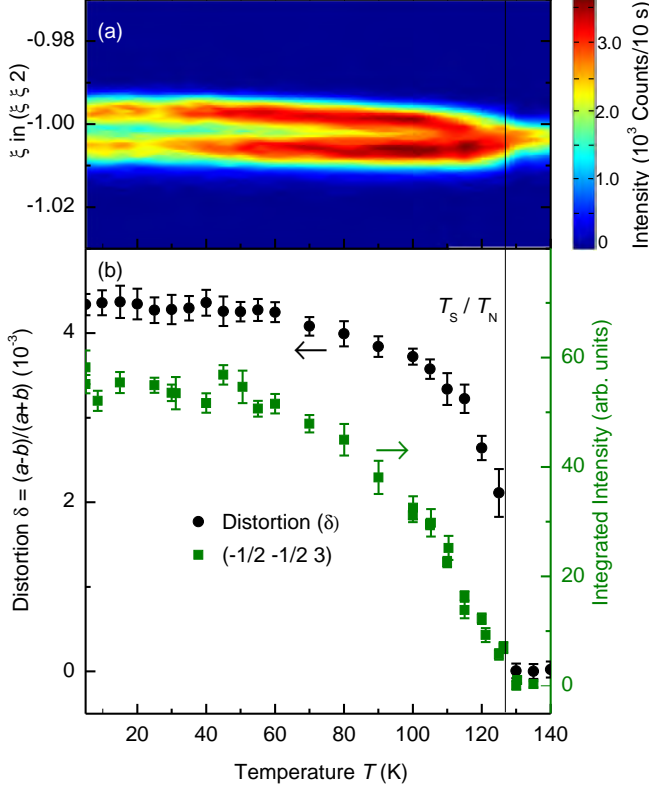 (a)
-0.98
-1.00
-1.02
ξ in (ξ ξ 2)
3.0
2.0
1.0
0
Intensity (10³ Counts/10 s)
(b)
T_S / T_N
4
2
0
Distortion δ = (a-b)/(a+b) (10⁻³)
60
40
20
0
Integrated Intensity (arb. units)
Distortion (δ)
(-1/2 -1/2 3)
20 40 60 80 100 120 140
Temperature T (K)